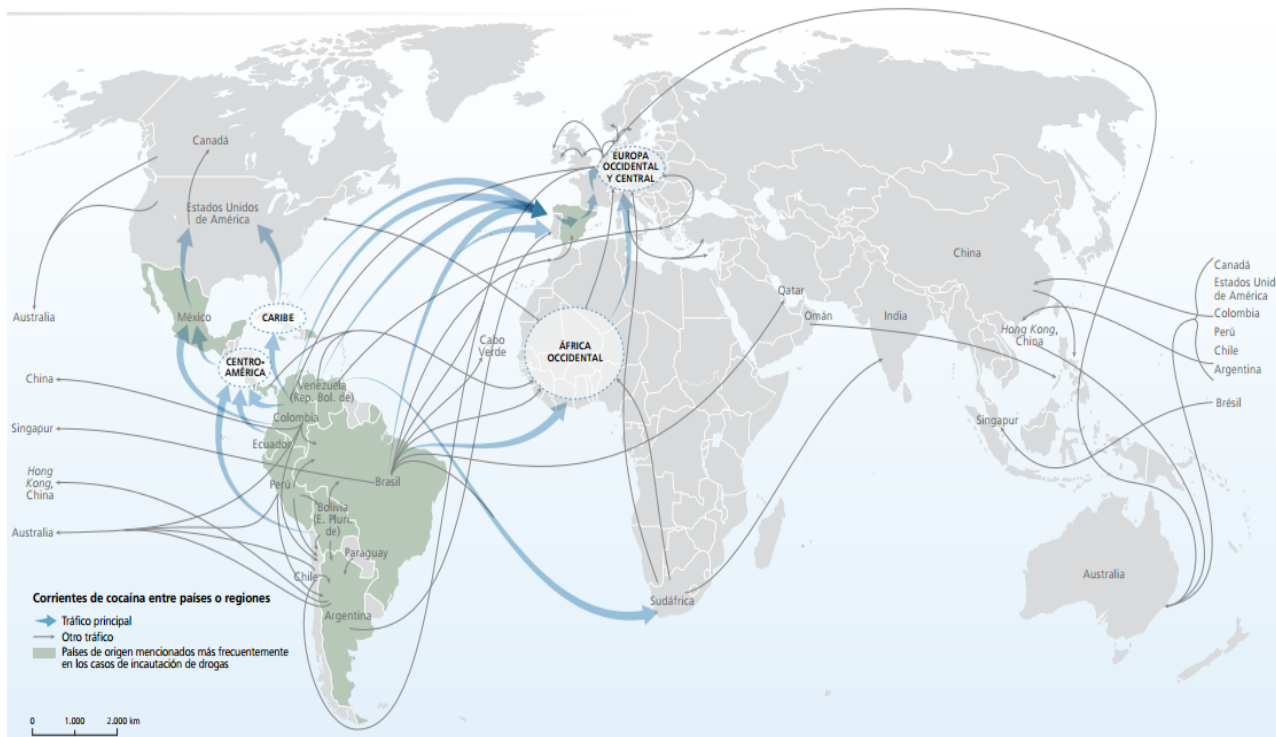 Canadá
Estados Unidos
de América
México
CARIBE
CENTRO-
AMÉRICA
Venezuela
(Rep. Bol. de)
Colombia
Ecuador
Perú
Brasil
Bolivia
(E. Plun.
de)
Paraguay
Chile
Argentina
Australia
China
Singapur
Hong
Kong,
China
Australia
EUROPA
OCCIDENTAL
Y CENTRAL
Cabo
Verde
ÁFRICA
OCCIDENTAL
Sudáfrica
Qatar
Omán
India
China
Hong Kong,
China
Singapur
Australia
Canadá
Estados Unid
de América
Colombia
Perú
Chile
Argentina
Brésil
Corrientes de cocaína entre países o regiones
Tráfico principal
Otro tráfico
Países de origen mencionados más frecuentemente
en los casos de incautación de drogas
0 1.000 2.000 km